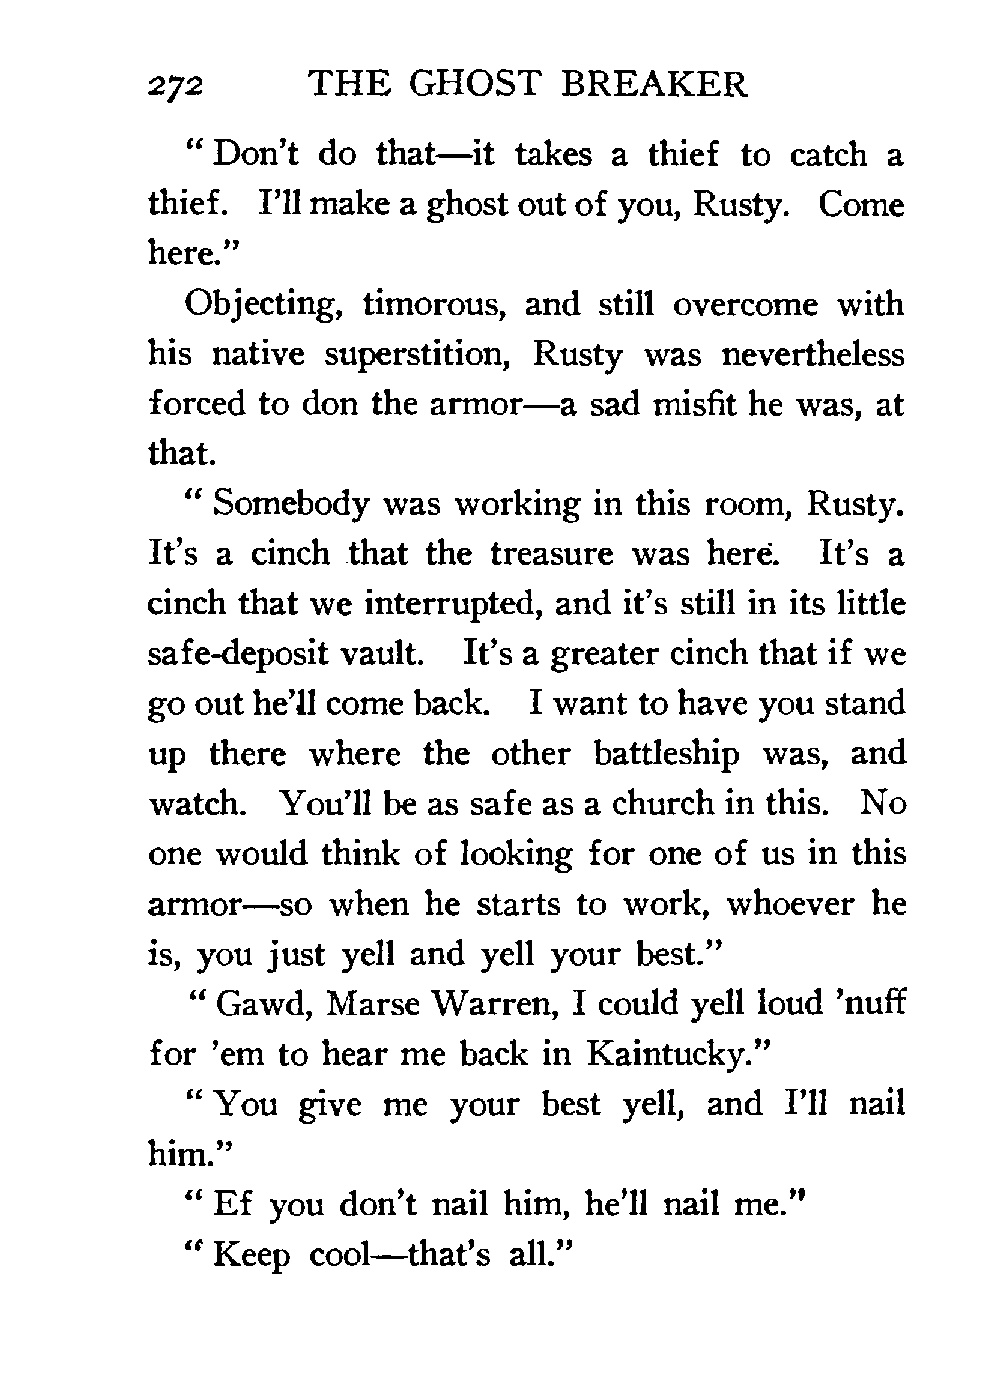 272 THE GHOST BREAKER
“ Don’t do that—it takes a thief to catch a
thief. I’ll make a ghost out of you, Rusty. Come
here.”
Objecting, timorous, and still overcome with
his native superstition, Rusty was nevertheless
forced to don the armor—a sad misfit he was, at
that.
“ Somebody was working in this room, Rusty.
It’s a cinch that the treasure was here. It’s a
cinch that we interrupted, and it’s still in its little
safe-deposit vault. It’s a greater cinch that if we
go out he’ll come back. I want to have you stand
up there where the other battleship was, and
watch. You’ll be as safe as a church in this. No
one would think of looking for one of us in this
armor—so when he starts to work, whoever he
is, you just yell and yell your best.”
“ Gawd, Marse Warren, I could yell loud ’nuff
for ’em to hear me back in Kaintucky.”
“ You give me your best yell, and I’ll nail
him.”
“ Ef you don’t nail him, he’ll nail me.”
“ Keep cool—that’s all.”